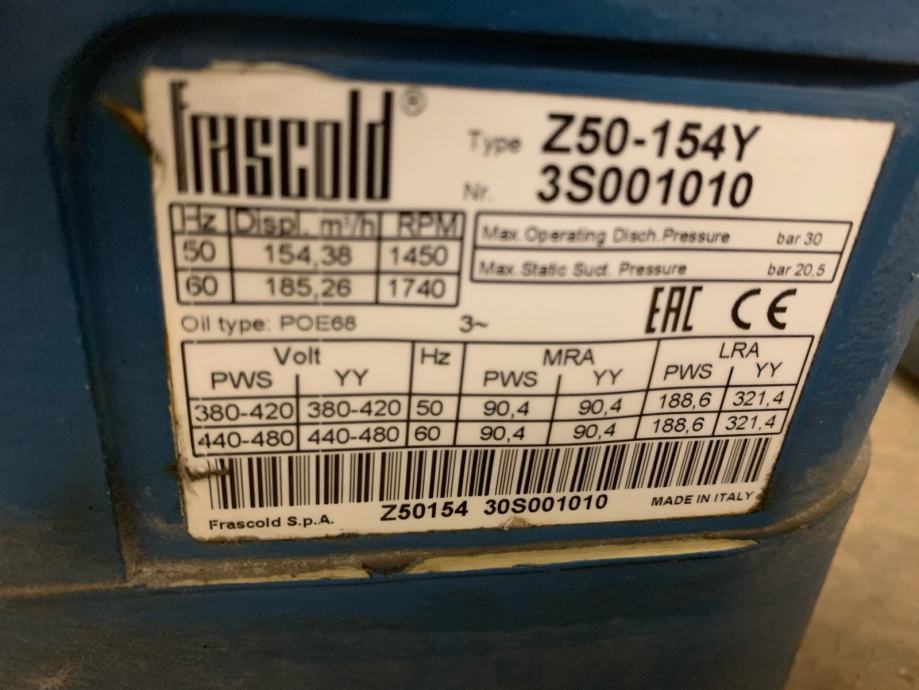 Frascold®
Type Z50-154Y
Nr. 3S001010
Hz Displ. m³/h RPM
50 154,38 1450
60 185,26 1740
Max.Operating Disch.Pressure bar 30
Max.Static Suct. Pressure bar 20,5
Oil type: POE68 3~ EAC CE
Volt Hz MRA LRA
PWS YY PWS YY PWS YY
380-420 380-420 50 90,4 90,4 188,6 321,4
440-480 440-480 60 90,4 90,4 188,6 321,4
Frascold S.p.A. Z50154 30S001010 MADE IN ITALY